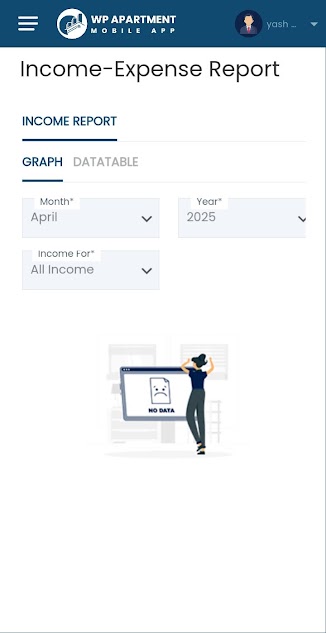 WP APARTMENT
MOBILE APP
yash ...
Income-Expense Report
INCOME REPORT
GRAPH DATATABLE
Month* Year*
April 2025
Income For*
All Income
NO DATA